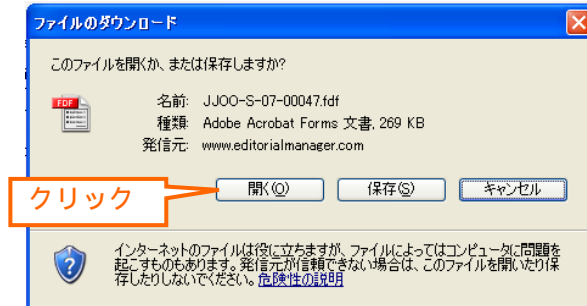 ファイルのダウンロード
このファイルを開くか、または保存しますか?
FDF
名前: JJOO-S-07-00047.fdf
種類: Adobe Acrobat Forms 文書, 269 KB
発信元: www.editorialmanager.com
クリック
開く(O) 保存(S) キャンセル
インターネットのファイルは役に立ちますが、ファイルによってはコンピュータに問題を
起こすものもあります。発信元が信頼できない場合は、このファイルを開いたり保
存したりしないでください。危険性の説明